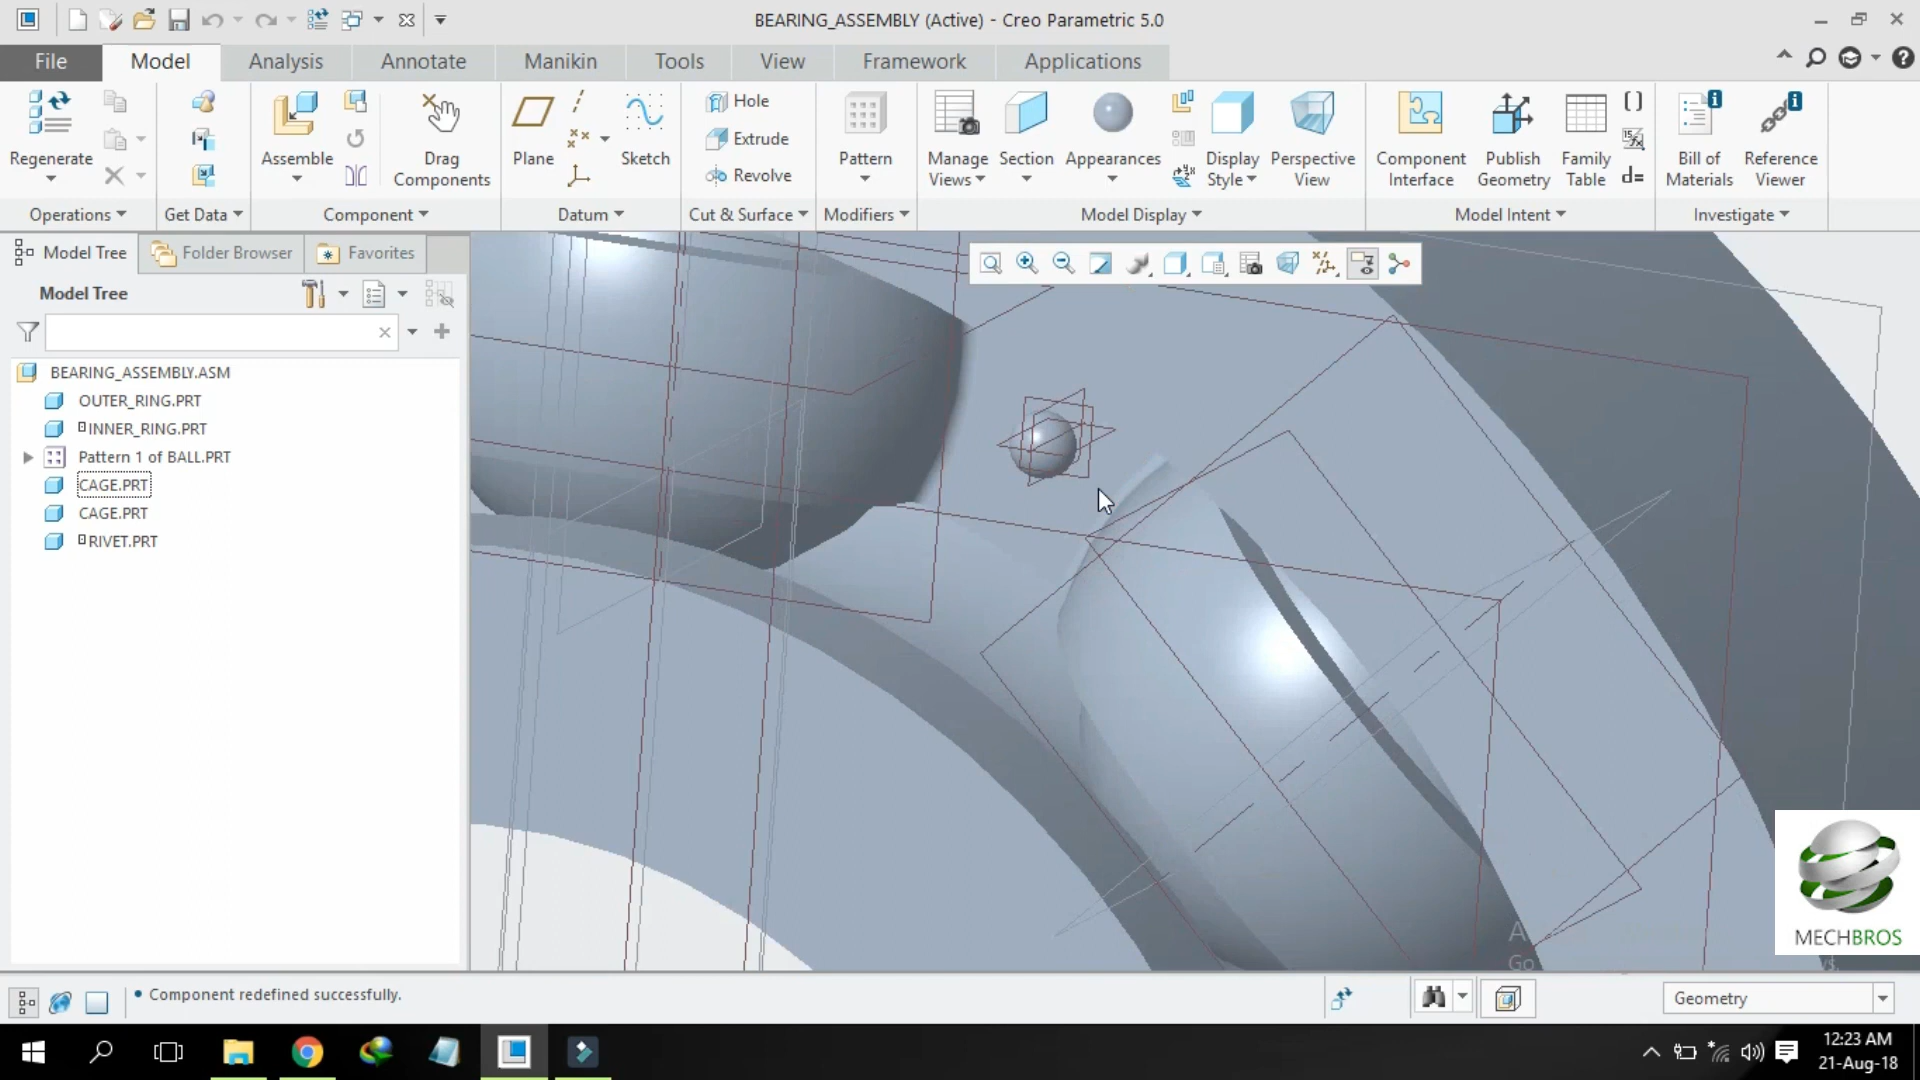 BEARING_ASSEMBLY (Active) - Creo Parametric 5.0
File
Model
Analysis
Annotate
Manikin
Tools
View
Framework
Applications
Regenerate
Assemble
Drag
Components
Plane
Sketch
Hole
Extrude
Revolve
Pattern
Manage
Views
Section
Appearances
Display
Style
Perspective
View
Component
Interface
Publish
Geometry
Family
Table
d=
Bill of
Materials
Reference
Viewer
Operations
Get Data
Component
Datum
Cut & Surface
Modifiers
Model Display
Model Intent
Investigate
Model Tree
Folder Browser
Favorites
Model Tree
BEARING_ASSEMBLY.ASM
OUTER_RING.PRT
INNER_RING.PRT
Pattern 1 of BALL.PRT
CAGE.PRT
CAGE.PRT
RIVET.PRT
MECHBROS
• Component redefined successfully.
Geometry
12:23 AM
21-Aug-18